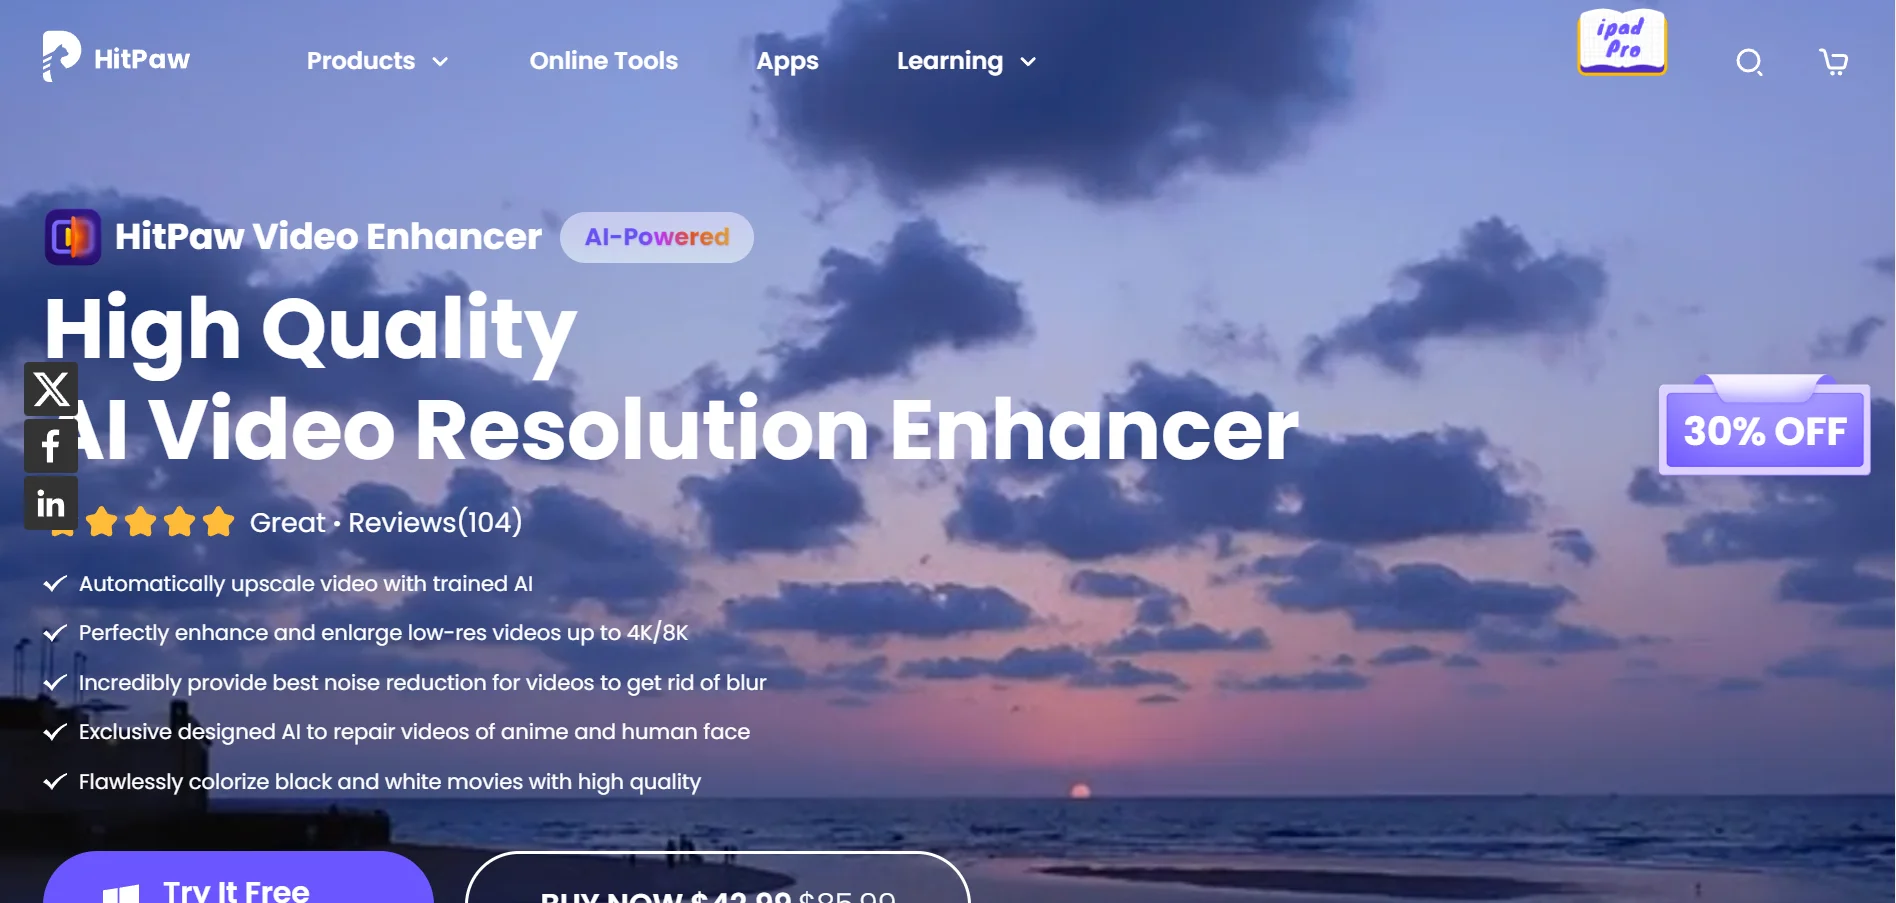 HitPaw
Products
Online Tools
Apps
Learning
ipad
Pro
HitPaw Video Enhancer
AI-Powered
High Quality
AI Video Resolution Enhancer
30% OFF
Great • Reviews(104)
Automatically upscale video with trained AI
Perfectly enhance and enlarge low-res videos up to 4K/8K
Incredibly provide best noise reduction for videos to get rid of blur
Exclusive designed AI to repair videos of anime and human face
Flawlessly colorize black and white movies with high quality
Try It Free
BUY NOW $42.99 $85.99